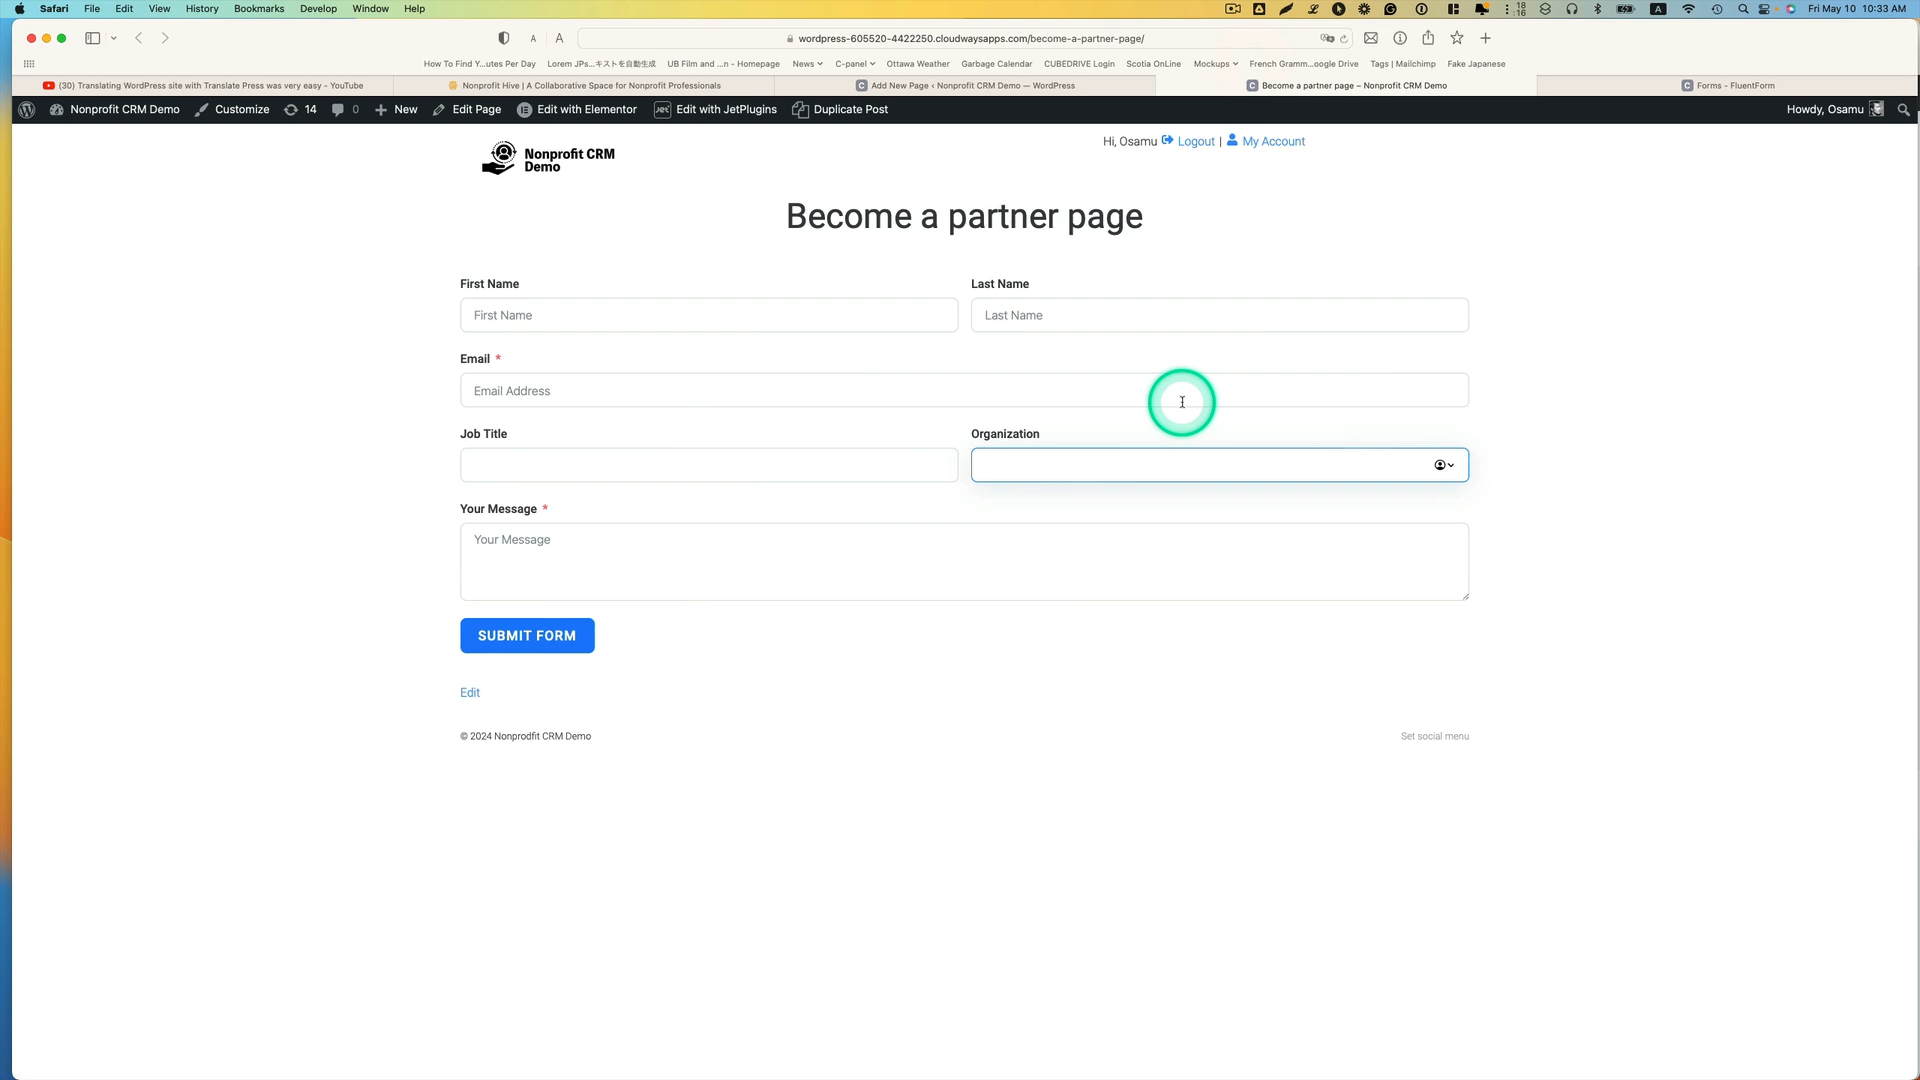 Safari File Edit View History Bookmarks Develop Window Help 18 16 A Fri May 10 10:33 AM
A A wordpress-605520-4422250.cloudwaysapps.com/become-a-partner-page/
How To Find Y...utes Per Day Lorem JPs...キストを自動生成 UB Film and ...n - Homepage News C-panel Ottawa Weather Garbage Calendar CUBEDRIVE Login Scotia OnLine Mockups French Gramm...oogle Drive Tags | Mailchimp Fake Japanese
(30) Translating WordPress site with Translate Press was very easy - YouTube Nonprofit Hive | A Collaborative Space for Nonprofit Professionals C Add New Page ‹ Nonprofit CRM Demo — WordPress C Become a partner page – Nonprofit CRM Demo C Forms - FluentForm
Nonprofit CRM Demo Customize 14 0 New Edit Page Edit with Elementor Jet Edit with JetPlugins Duplicate Post Howdy, Osamu
Hi, Osamu Logout | My Account
Nonprofit CRM
Demo
Become a partner page
First Name Last Name
First Name Last Name
Email *
Email Address
Job Title Organization
Your Message *
Your Message
SUBMIT FORM
Edit
© 2024 Nonprodfit CRM Demo Set social menu